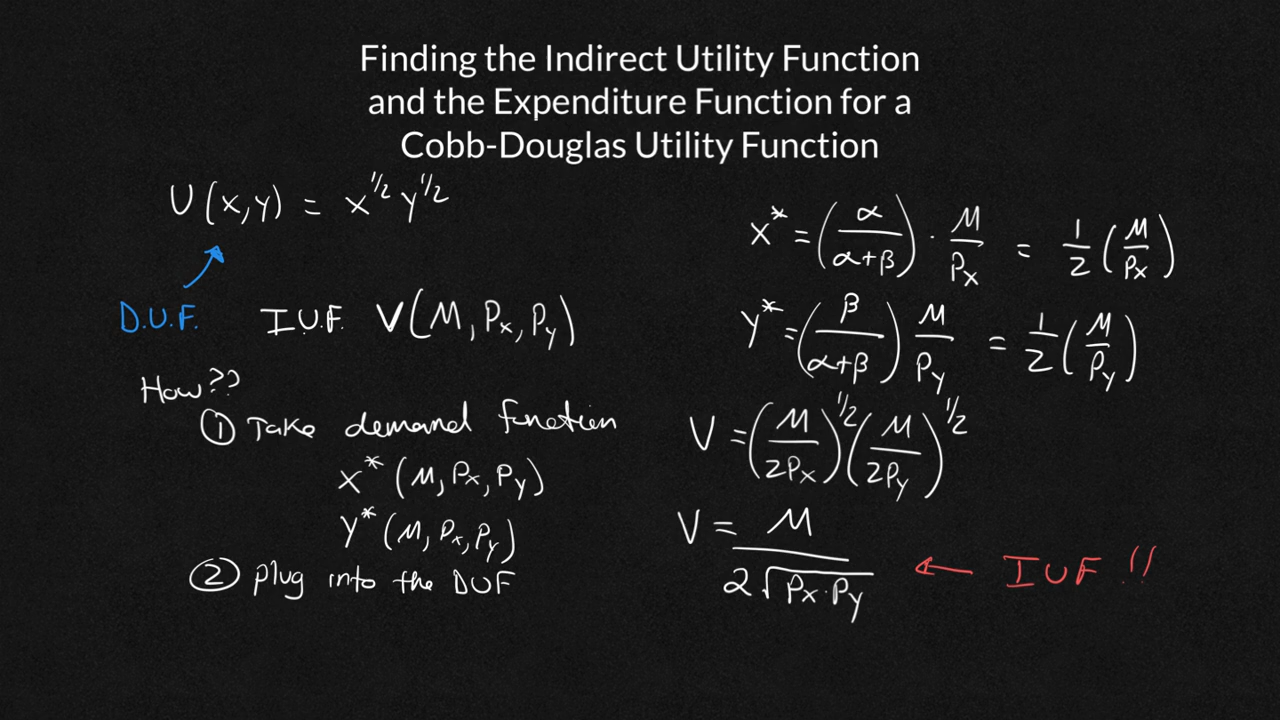 Finding the Indirect Utility Function
and the Expenditure Function for a
Cobb-Douglas Utility Function
U(x,y) = x^1/2 y^1/2
D.U.F.
I.U.F. V(M, Px, Py)
How??
① Take demand function
x* (M, Px, Py)
y* (M, Px, Py)
② plug into the DUF
x* = (α/(α+β)) · M/Px = 1/2 (M/Px)
y* = (β/(α+β)) M/Py = 1/2 (M/Py)
V = (M/2Px)^1/2 (M/2Py)^1/2
V = M/(2√(Px·Py)) ← IUF!!